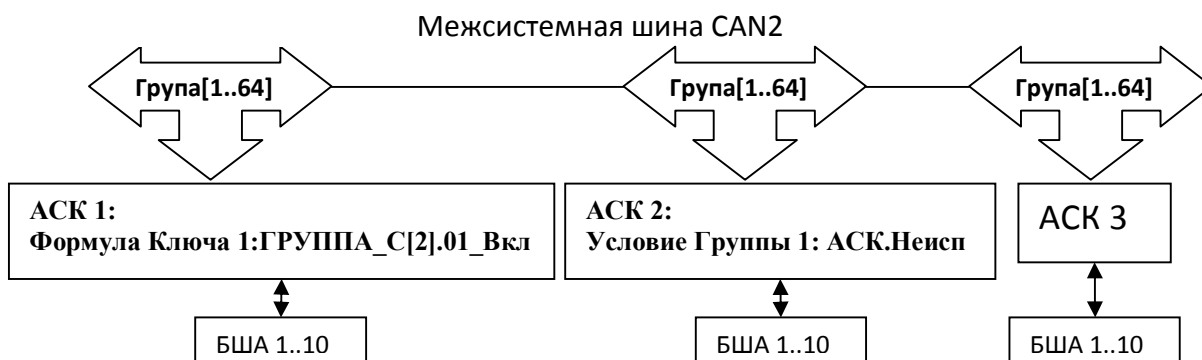 Межсистемная шина CAN2
Група[1..64]
Група[1..64]
Група[1..64]
АСК 1:
Формула Ключа 1:ГРУППА_С[2].01_Вкл
АСК 2:
Условие Группы 1: АСК.Неисп
АСК 3
БША 1..10
БША 1..10
БША 1..10